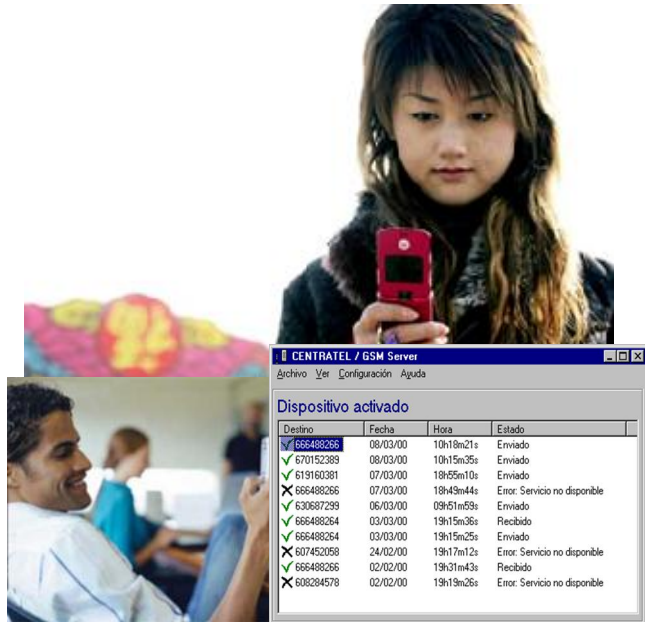 CENTRATEL / GSM Server
Archivo Ver Configuración Ayuda
Dispositivo activado
Destino Fecha Hora Estado
666488266 08/03/00 10h18m21s Enviado
670152389 08/03/00 10h15m35s Enviado
619160381 07/03/00 18h55m10s Enviado
666488266 07/03/00 18h49m44s Error: Servicio no disponible
630687299 06/03/00 09h51m59s Enviado
666488264 03/03/00 19h15m36s Recibido
666488264 03/03/00 19h15m25s Enviado
607452058 24/02/00 19h17m12s Error: Servicio no disponible
666488266 02/02/00 19h31m43s Recibido
608284578 02/02/00 19h19m26s Error: Servicio no disponible